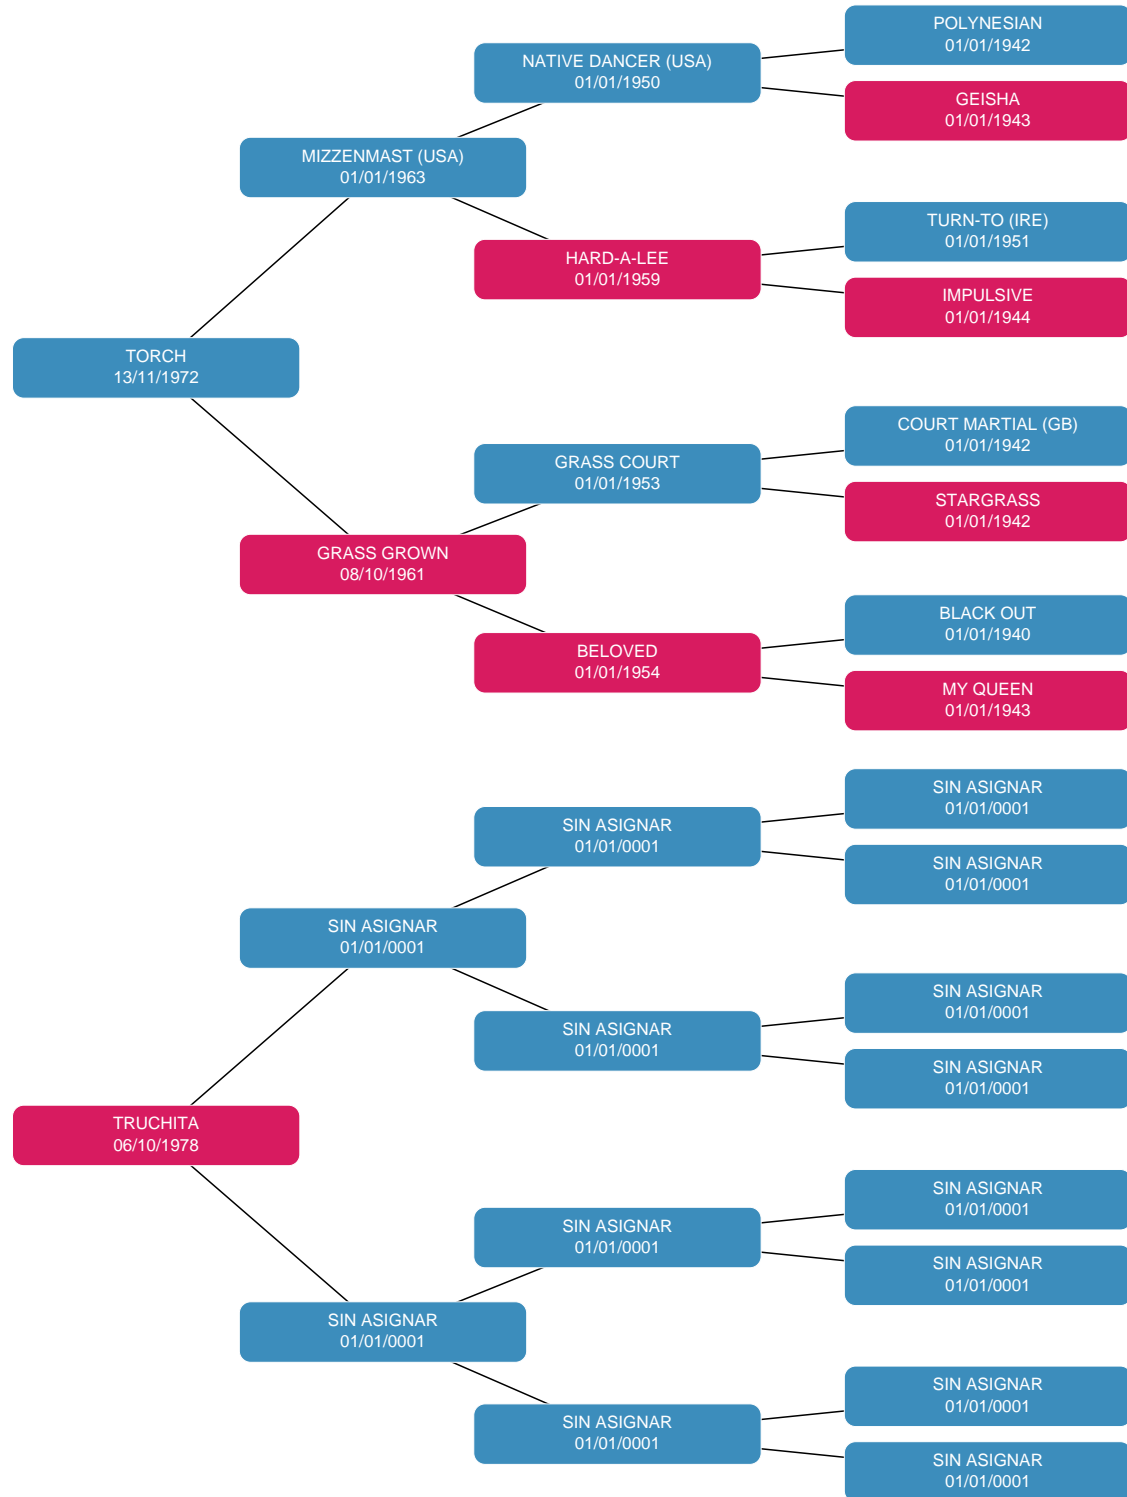 POLYNESIAN
01/01/1942
NATIVE DANCER (USA)
01/01/1950
GEISHA
01/01/1943
MIZZENMAST (USA)
01/01/1963
TURN-TO (IRE)
01/01/1951
HARD-A-LEE
01/01/1959
IMPULSIVE
01/01/1944
TORCH
13/11/1972
COURT MARTIAL (GB)
01/01/1942
GRASS COURT
01/01/1953
STARGRASS
01/01/1942
GRASS GROWN
08/10/1961
BLACK OUT
01/01/1940
BELOVED
01/01/1954
MY QUEEN
01/01/1943
SIN ASIGNAR
01/01/0001
SIN ASIGNAR
01/01/0001
SIN ASIGNAR
01/01/0001
SIN ASIGNAR
01/01/0001
SIN ASIGNAR
01/01/0001
SIN ASIGNAR
01/01/0001
SIN ASIGNAR
01/01/0001
TRUCHITA
06/10/1978
SIN ASIGNAR
01/01/0001
SIN ASIGNAR
01/01/0001
SIN ASIGNAR
01/01/0001
SIN ASIGNAR
01/01/0001
SIN ASIGNAR
01/01/0001
SIN ASIGNAR
01/01/0001
SIN ASIGNAR
01/01/0001